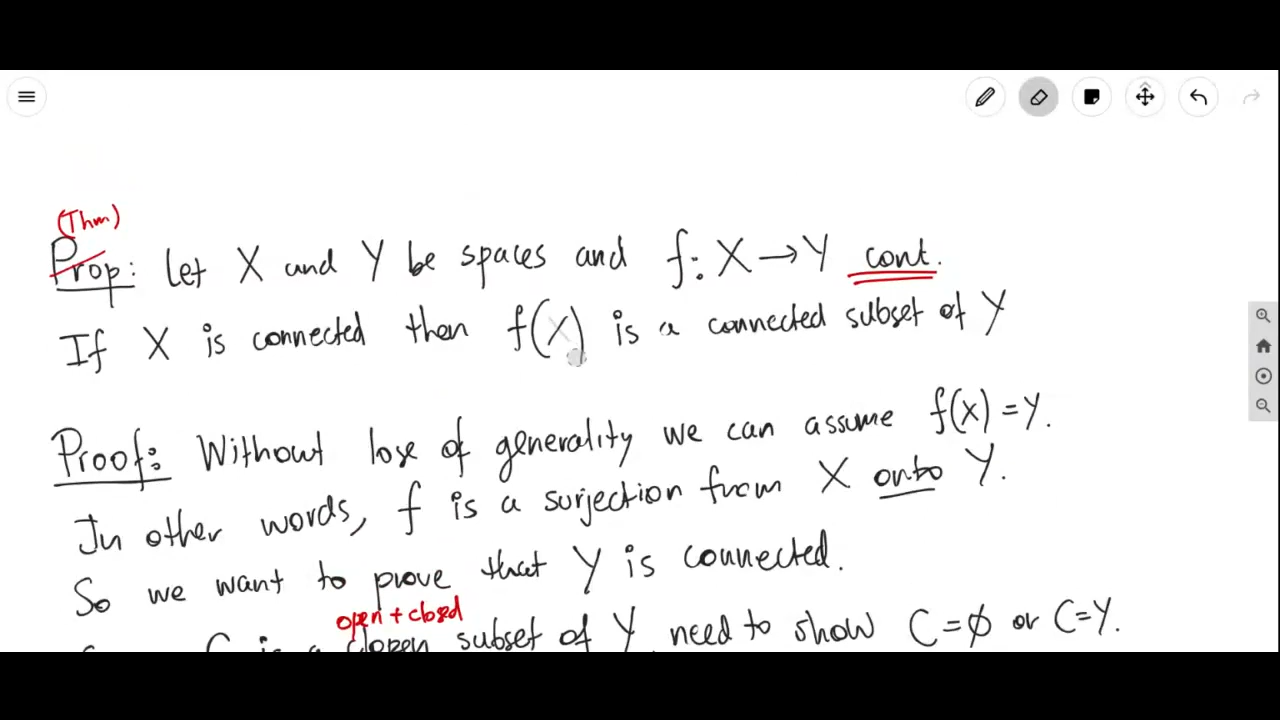 (Thm)
Prop: Let X and Y be spaces and f: X → Y cont.
If X is connected then f(X) is a connected subset of Y
Proof: Without lose of generality we can assume f(X) = Y.
In other words, f is a surjection from X onto Y.
So we want to prove that Y is connected.
open + closed
C is a clopen subset of Y need to show C = ∅ or C = Y.